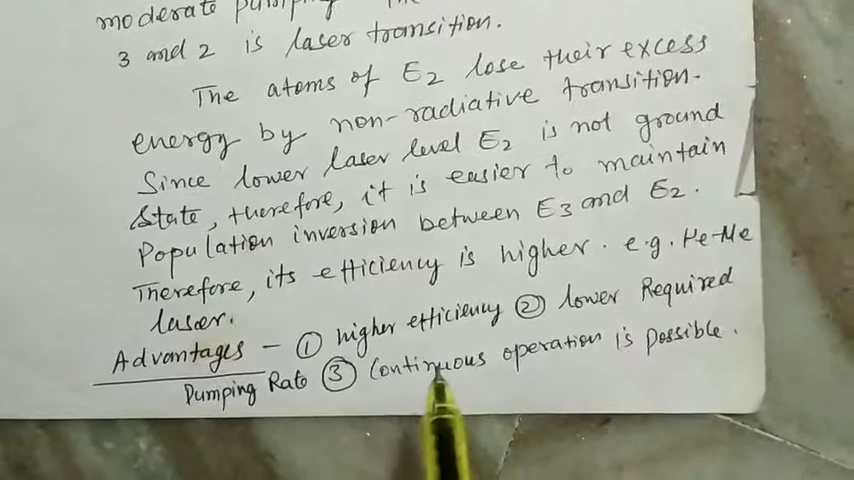 moderate pumping
3 and 2 is laser transition.
The atoms of E2 lose their excess
energy by non-radiative transition.
Since lower laser level E2 is not ground
State, therefore, it is easier to maintain
Population inversion between E3 and E2.
Therefore, its efficiency is higher. e.g. He-Ne
laser.
Advantages - ① higher efficiency ② lower Required
Pumping Rate ③ Continuous operation is possible.